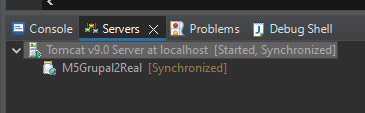 Console Servers Problems Debug Shell
Tomcat v9.0 Server at localhost [Started, Synchronized]
M5Grupal2Real [Synchronized]